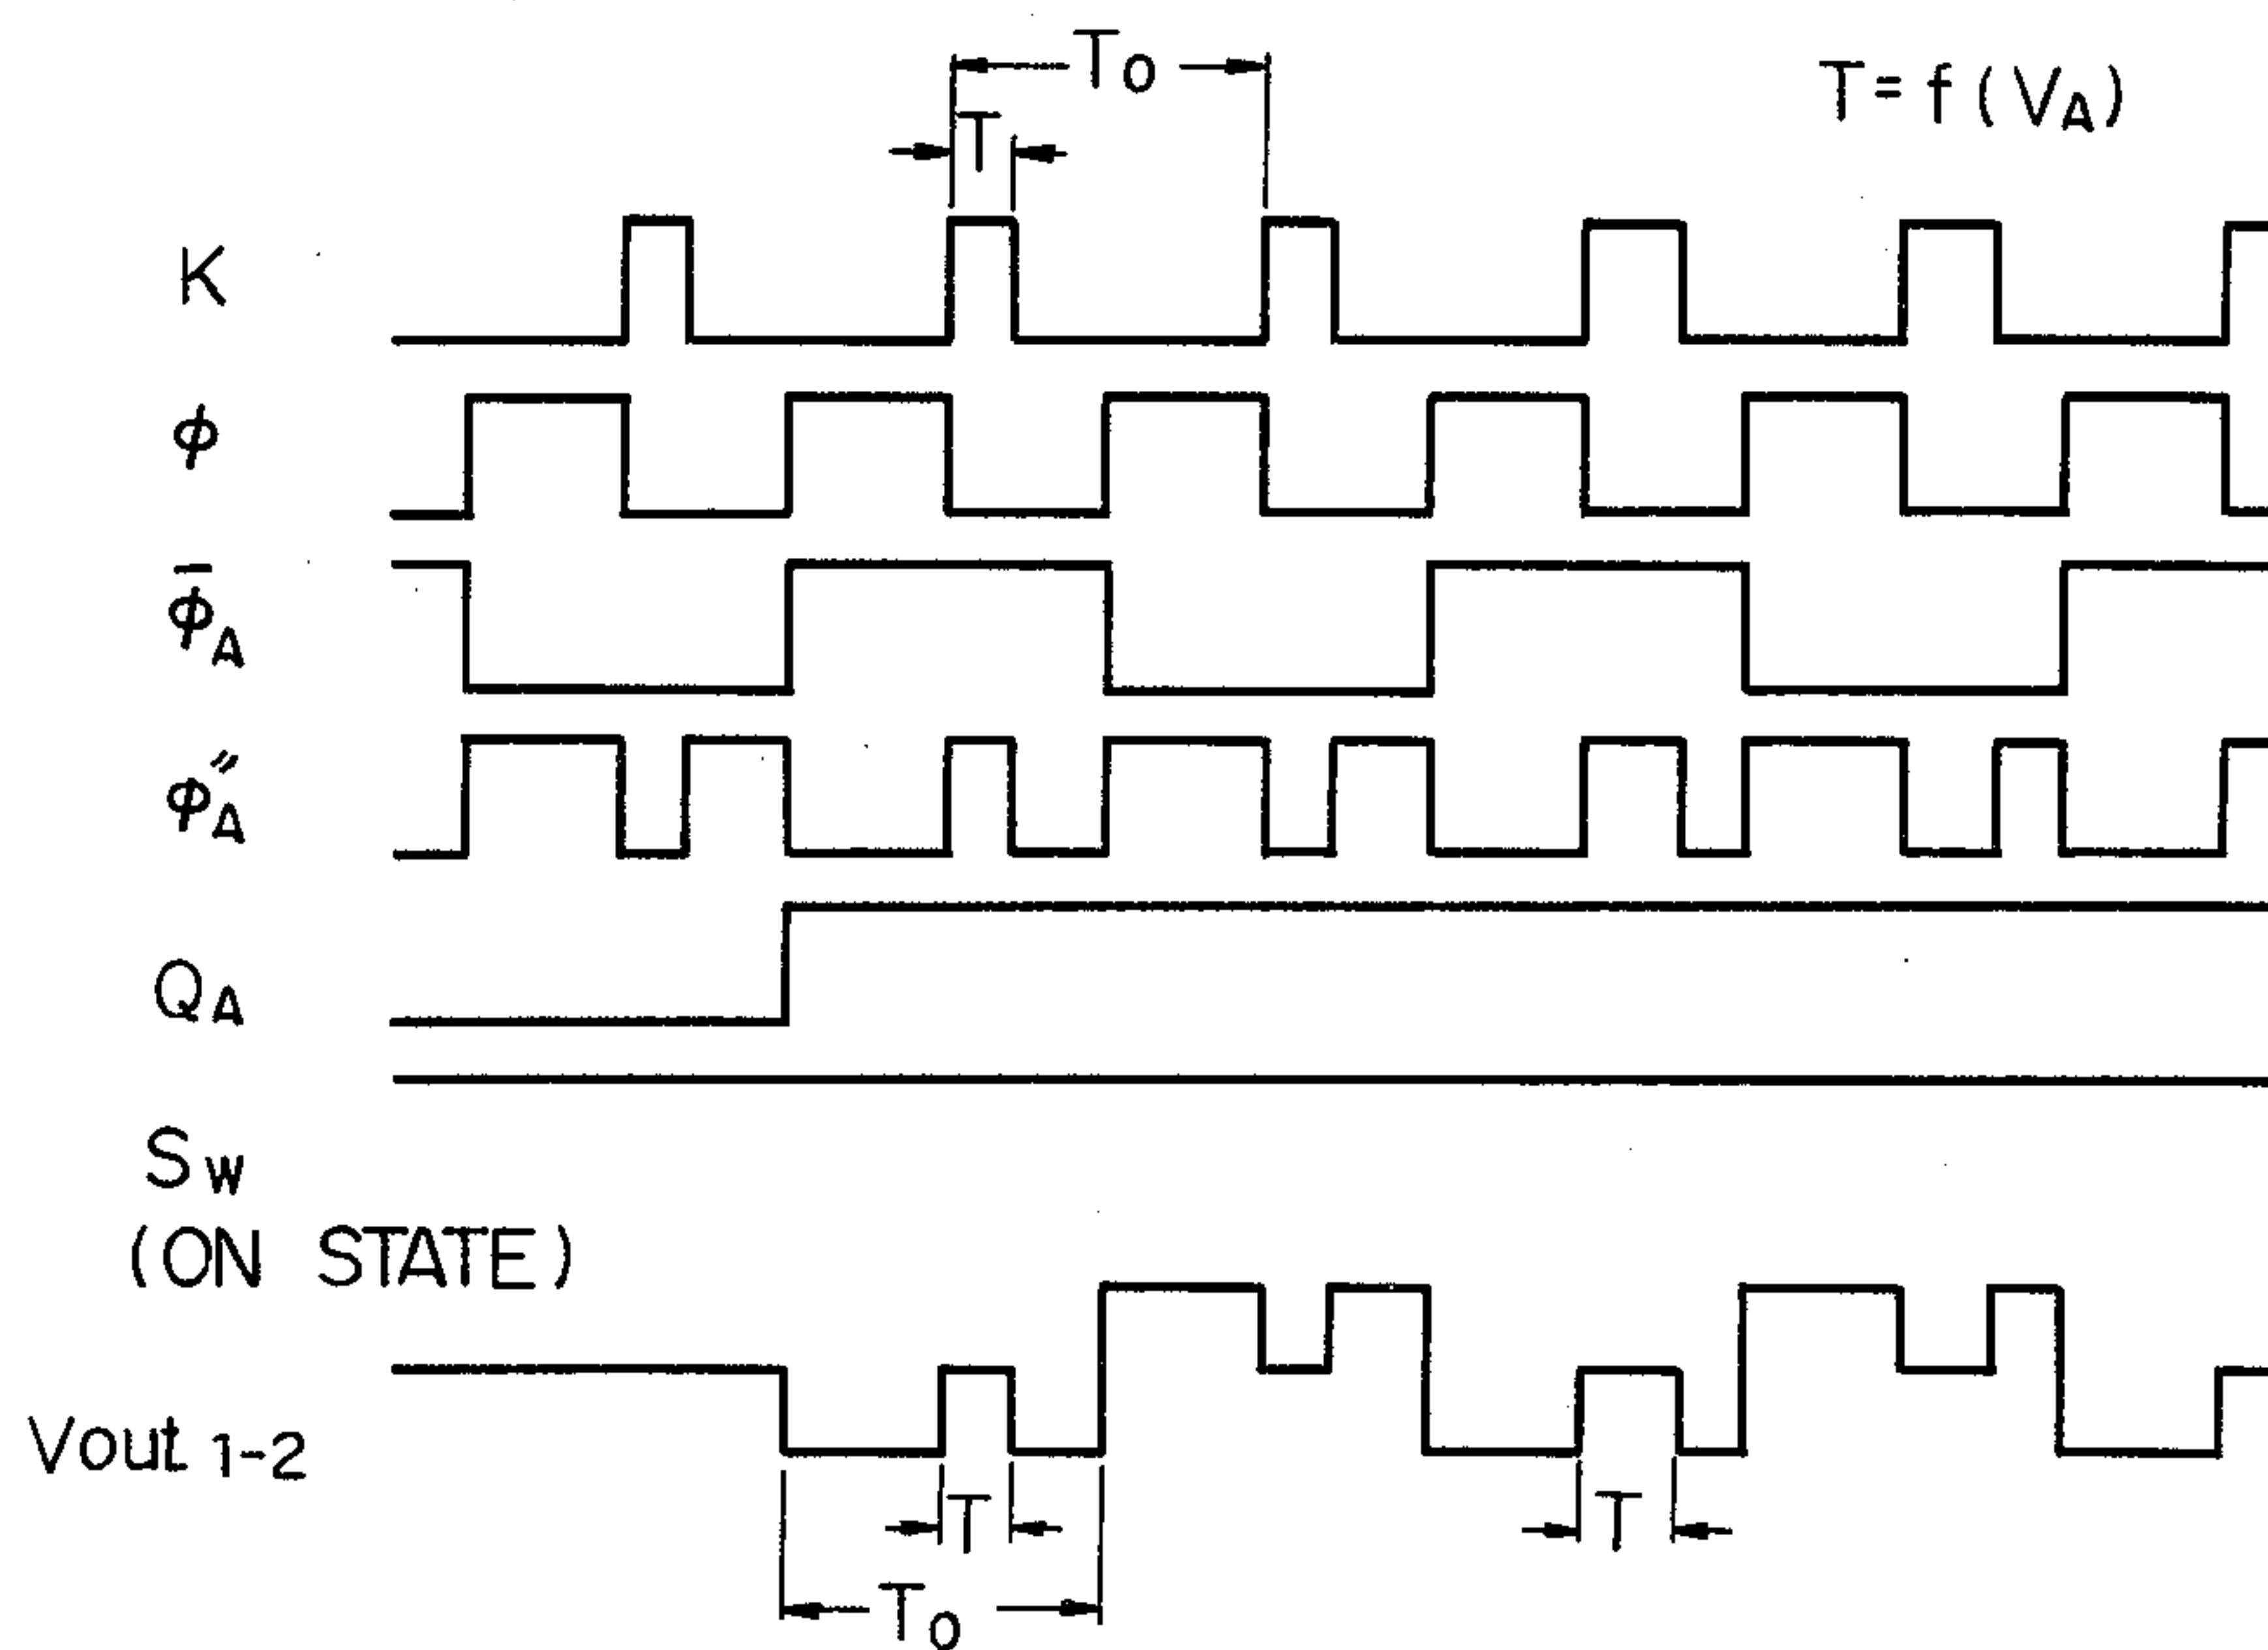 T₀
T = f(V_A)
T
K
ϕ
ϕ̄_A
ϕ″_A
Q_A
S_W
(ON STATE)
Vout 1-2
T
T
T₀